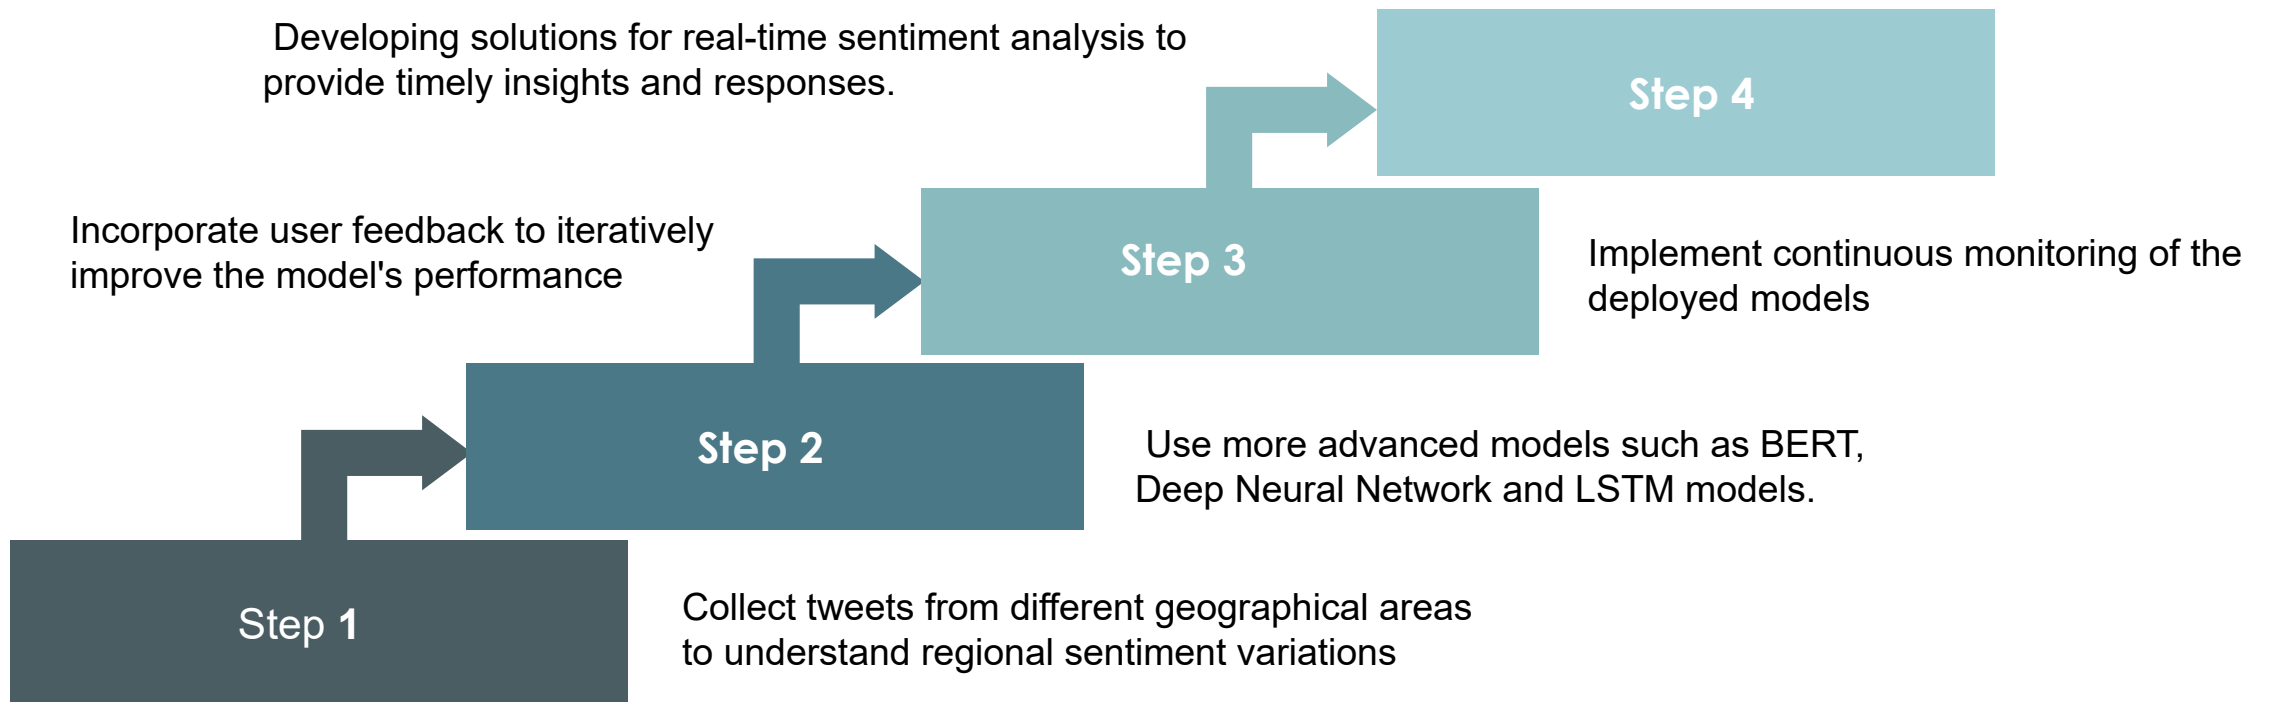 Developing solutions for real-time sentiment analysis to
provide timely insights and responses.
Step 4
Incorporate user feedback to iteratively
improve the model's performance
Step 3
Implement continuous monitoring of the
deployed models
Step 2
Use more advanced models such as BERT,
Deep Neural Network and LSTM models.
Step 1
Collect tweets from different geographical areas
to understand regional sentiment variations